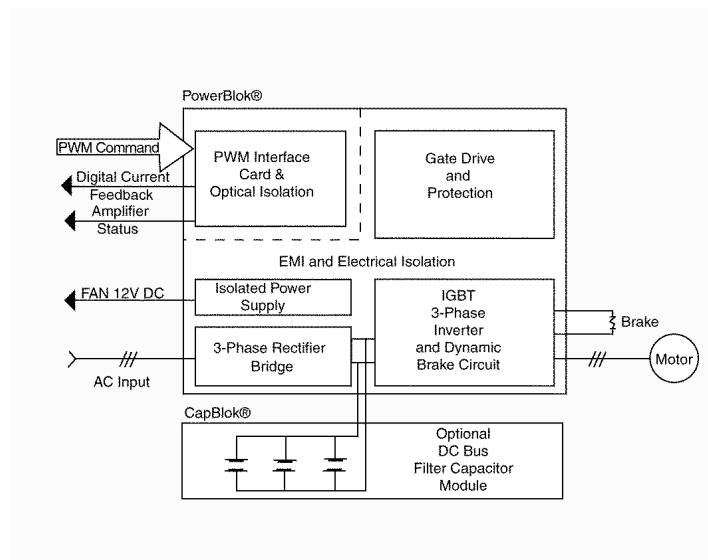 PowerBlok®
PWM Command
PWM Interface
Card &
Optical Isolation
Gate Drive
and
Protection
Digital Current
Feedback
Amplifier
Status
EMI and Electrical Isolation
FAN 12V DC
Isolated Power
Supply
IGBT
3-Phase
Inverter
and Dynamic
Brake Circuit
Brake
3-Phase Rectifier
Bridge
Motor
AC Input
CapBlok®
Optional
DC Bus
Filter Capacitor
Module